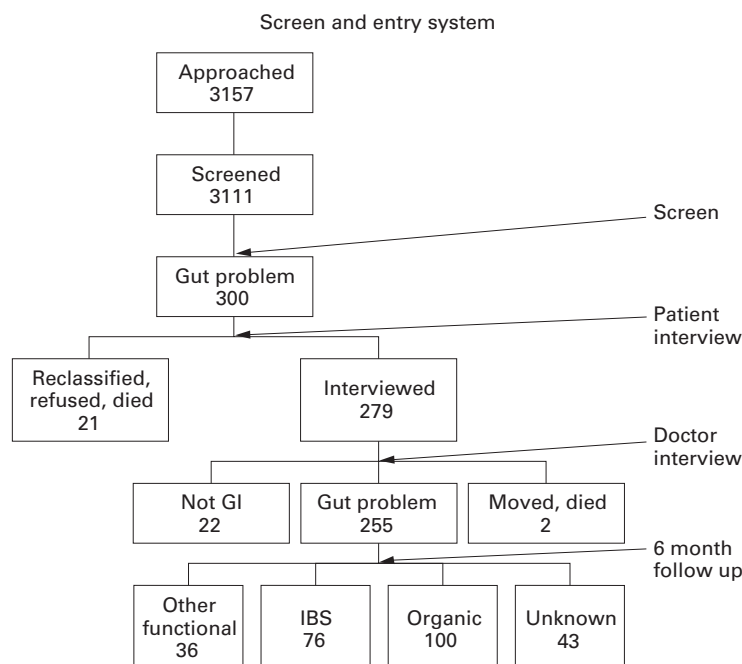 Screen and entry system
Approached
3157
Screened
3111
Screen
Gut problem
300
Patient
interview
Reclassified,
refused, died
21
Interviewed
279
Doctor
interview
Not GI
22
Gut problem
255
Moved, died
2
6 month
follow up
Other
functional
36
IBS
76
Organic
100
Unknown
43